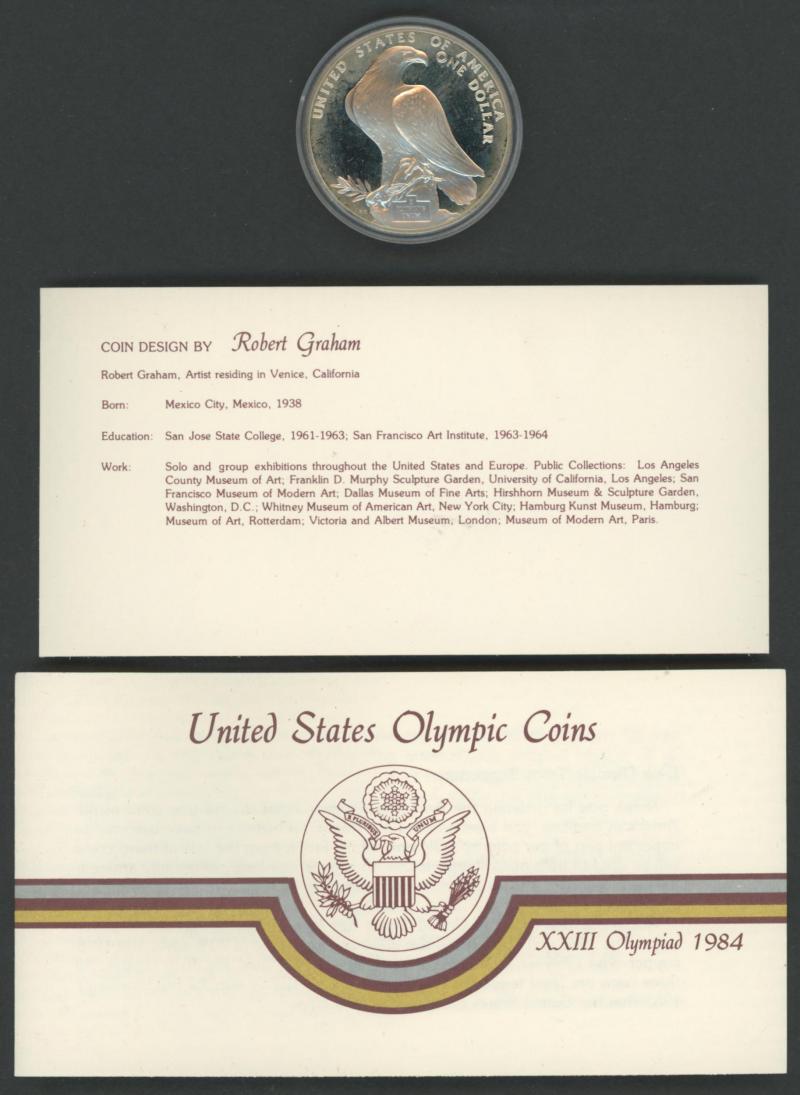 UNITED STATES OF AMERICA
ONE DOLLAR
COIN DESIGN BY Robert Graham
Robert Graham, Artist residing in Venice, California
Born: Mexico City, Mexico, 1938
Education: San Jose State College, 1961-1963; San Francisco Art Institute, 1963-1964
Work: Solo and group exhibitions throughout the United States and Europe. Public Collections: Los Angeles
County Museum of Art; Franklin D. Murphy Sculpture Garden, University of California, Los Angeles; San
Francisco Museum of Modern Art; Dallas Museum of Fine Arts; Hirshhorn Museum & Sculpture Garden,
Washington, D.C.; Whitney Museum of American Art, New York City; Hamburg Kunst Museum, Hamburg;
Museum of Art, Rotterdam; Victoria and Albert Museum, London; Museum of Modern Art, Paris.
United States Olympic Coins
E PLURIBUS UNUM
XXIII Olympiad 1984